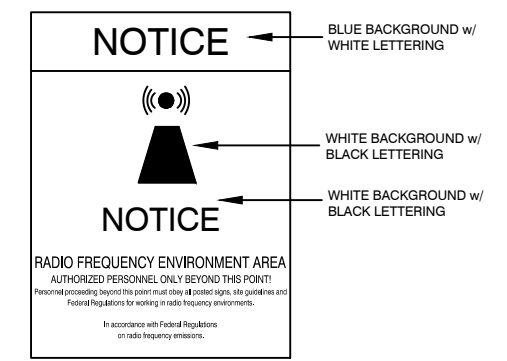 NOTICE
BLUE BACKGROUND w/
WHITE LETTERING
WHITE BACKGROUND w/
BLACK LETTERING
NOTICE
WHITE BACKGROUND w/
BLACK LETTERING
RADIO FREQUENCY ENVIRONMENT AREA
AUTHORIZED PERSONNEL ONLY BEYOND THIS POINT!
Personnel proceeding beyond this point must obey all posted signs, site guidelines and
Federal Regulations for working in radio frequency environments.
In accordance with Federal Regulations
on radio frequency emissions.